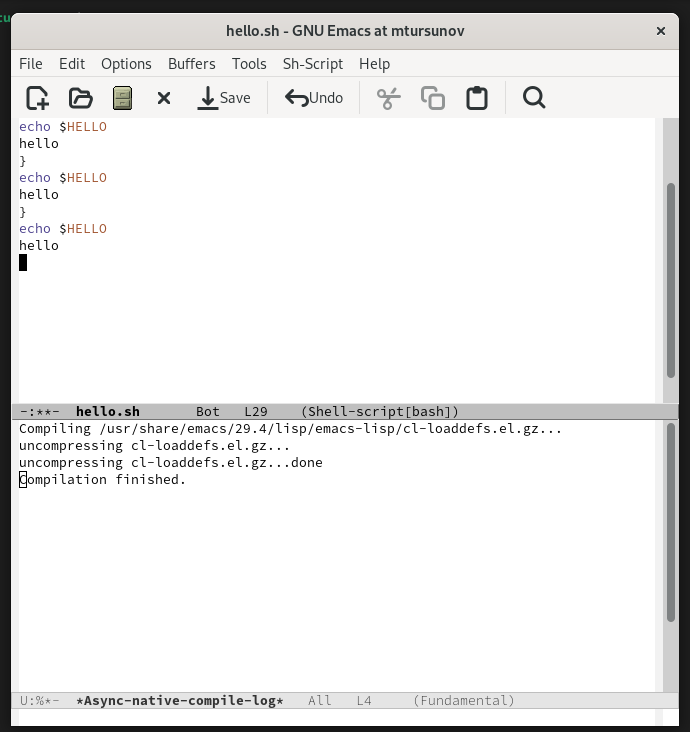 tu
hello.sh - GNU Emacs at mtursunov
×
File Edit Options Buffers Tools Sh-Script Help
Save Undo
echo $HELLO
hello
}
echo $HELLO
hello
}
echo $HELLO
hello
-:**- hello.sh Bot L29 (Shell-script[bash])
Compiling /usr/share/emacs/29.4/lisp/emacs-lisp/cl-loaddefs.el.gz...
uncompressing cl-loaddefs.el.gz...
uncompressing cl-loaddefs.el.gz...done
Compilation finished.
U:%*- *Async-native-compile-log* All L4 (Fundamental)